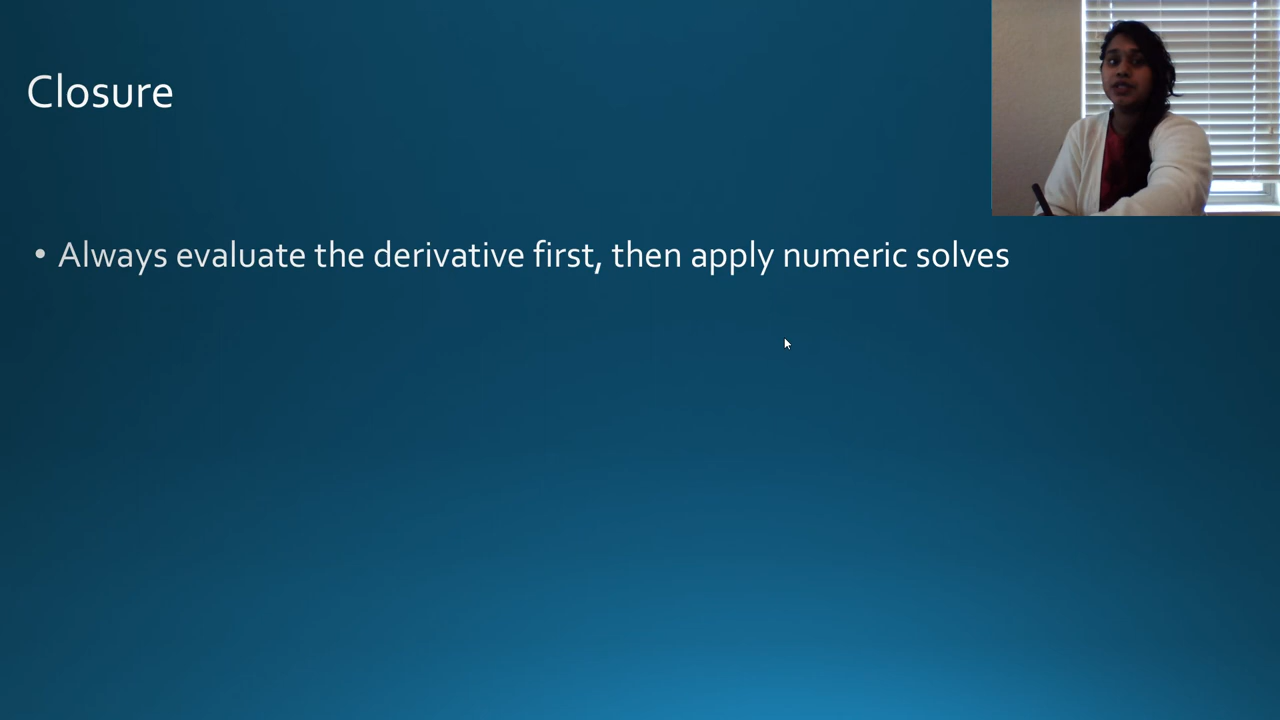 Closure
• Always evaluate the derivative first, then apply numeric solves